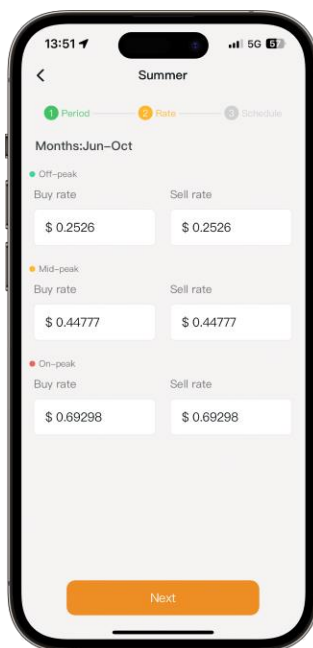 13:51 5G 57
Summer
1 Period 2 Rate 3 Schedule
Months:Jun-Oct
Off-peak
Buy rate Sell rate
$ 0.2526 $ 0.2526
Mid-peak
Buy rate Sell rate
$ 0.44777 $ 0.44777
On-peak
Buy rate Sell rate
$ 0.69298 $ 0.69298
Next